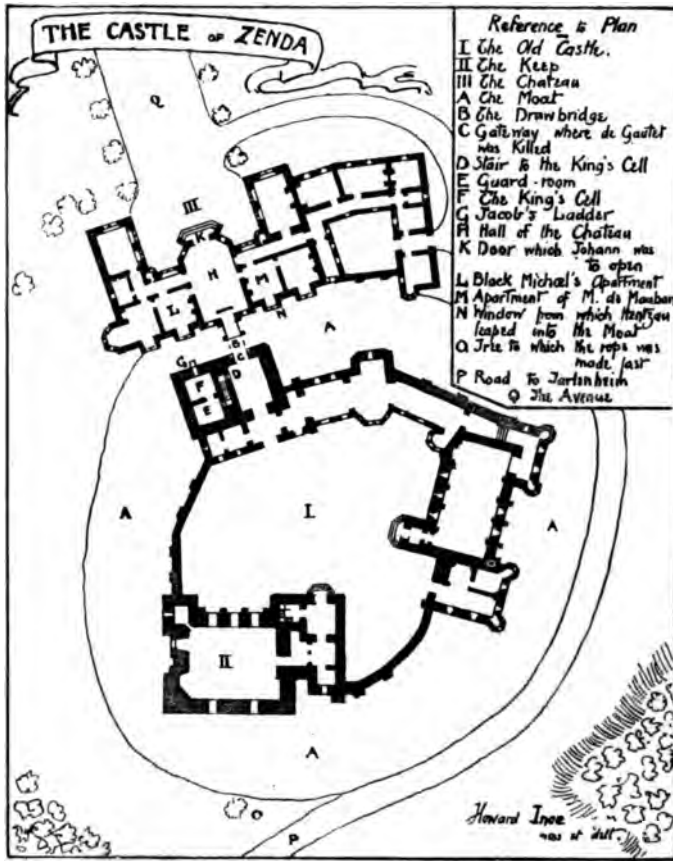 THE CASTLE OF ZENDA
Reference to Plan
I The Old Castle.
II The Keep
III The Chateau
A The Moat
B The Drawbridge
C Gateway where de Gautet
was Killed
D Stair to the King's Cell
E Guard-room
F The King's Cell
G Jacob's Ladder
H Hall of the Chateau
K Door which Johann was
to open
L Black Michael's Apartment
M Apartment of M. de Mauban
N Window from which Hentzau
leaped into the Moat
O Tree to which the rope was
made fast
P Road to
Q The Avenue
Q
III
K
H
M
L
N
A
B
C
G
D
F
E
I
A
A
II
A
O
P
Howard Ince